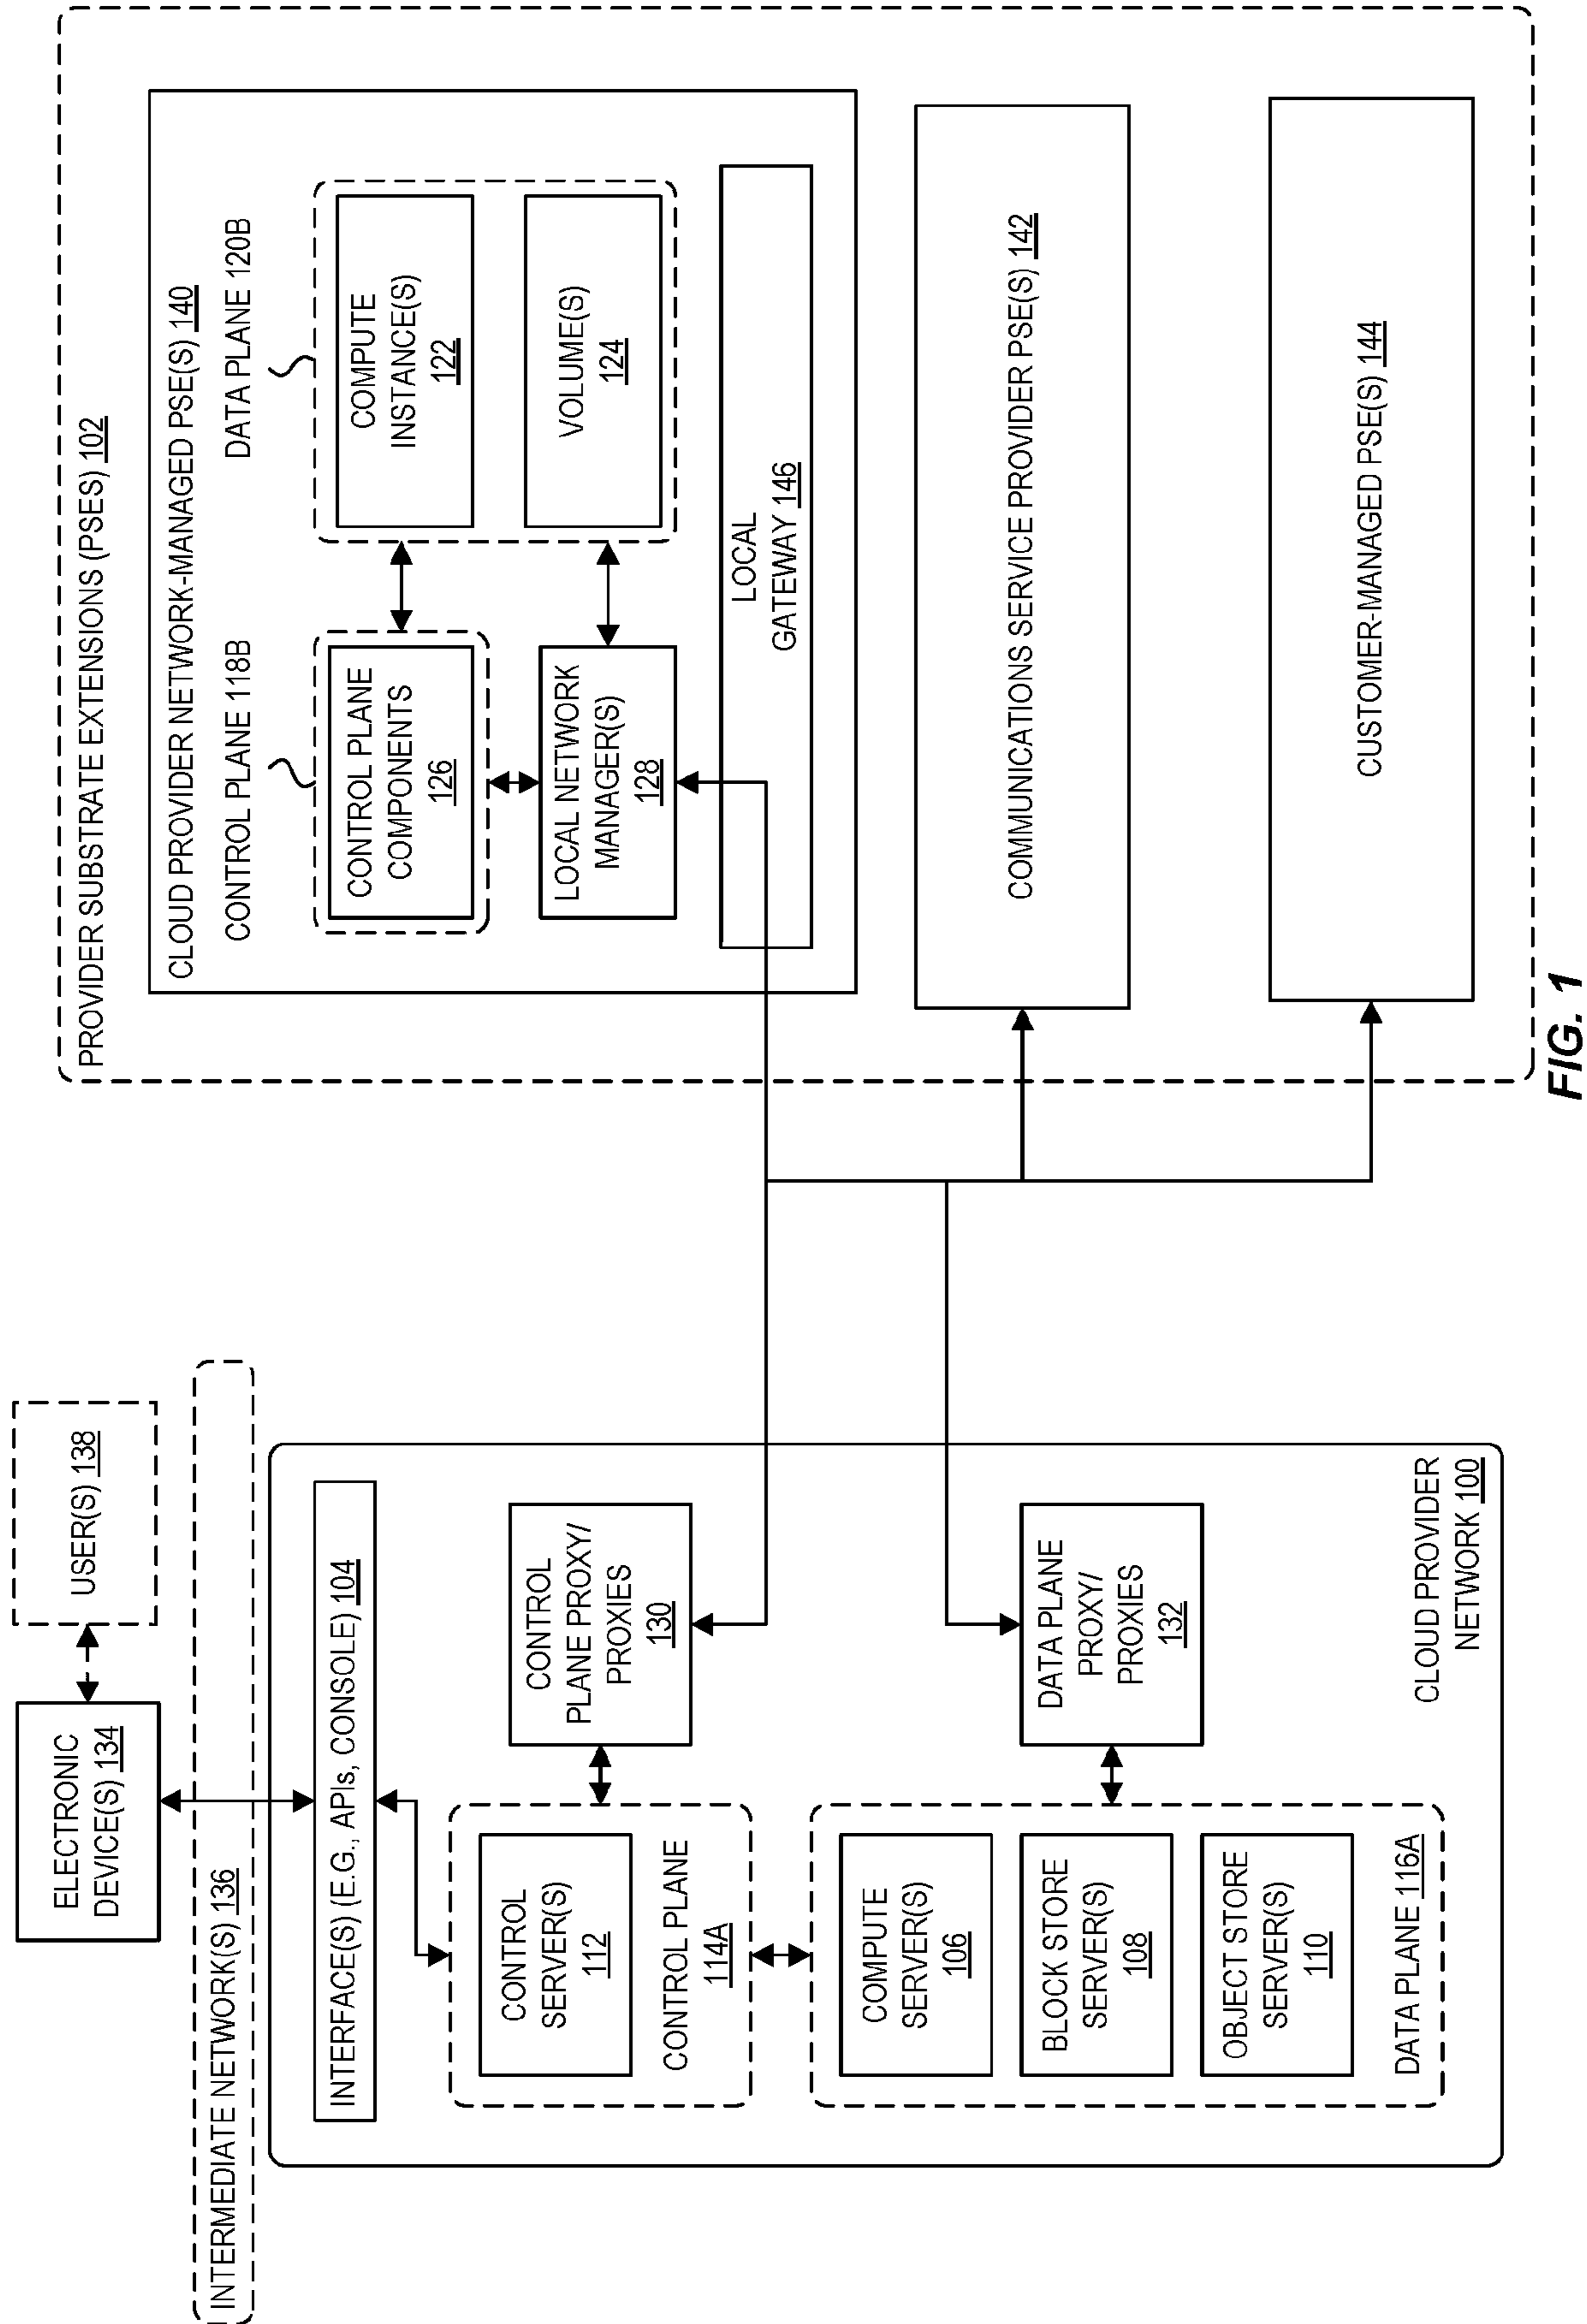 ELECTRONIC
DEVICE(S) 134
USER(S) 138
INTERMEDIATE NETWORK(S) 136
INTERFACE(S) (E.G., APIs, CONSOLE) 104
CONTROL
SERVER(S)
112
CONTROL PLANE
114A
CONTROL
PLANE PROXY/
PROXIES
130
COMPUTE
SERVER(S)
106
BLOCK STORE
SERVER(S)
108
OBJECT STORE
SERVER(S)
110
DATA PLANE 116A
DATA PLANE
PROXY/
PROXIES
132
CLOUD PROVIDER
NETWORK 100
PROVIDER SUBSTRATE EXTENSIONS (PSES) 102
CLOUD PROVIDER NETWORK-MANAGED PSE(S) 140
CONTROL PLANE 118B
DATA PLANE 120B
CONTROL PLANE
COMPONENTS
126
COMPUTE
INSTANCE(S)
122
LOCAL NETWORK
MANAGER(S)
128
VOLUME(S)
124
LOCAL
GATEWAY 146
COMMUNICATIONS SERVICE PROVIDER PSE(S) 142
CUSTOMER-MANAGED PSE(S) 144
FIG. 1